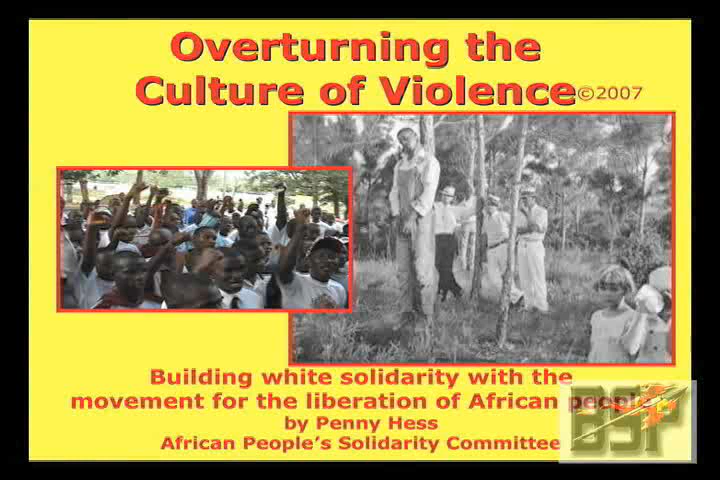 Overturning the
Culture of Violence ©2007
Building white solidarity with the
movement for the liberation of African people
by Penny Hess
African People's Solidarity Committee
BSP